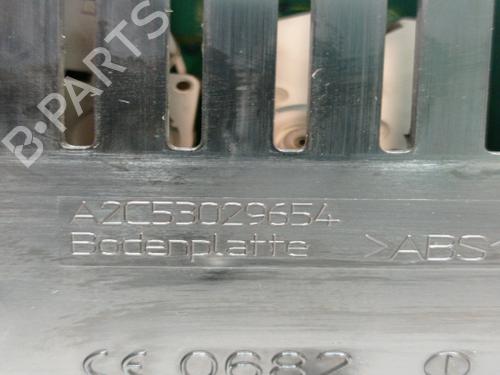 B-PARTS
A2C53029654
Bodenplatte >ABS
CE 0682